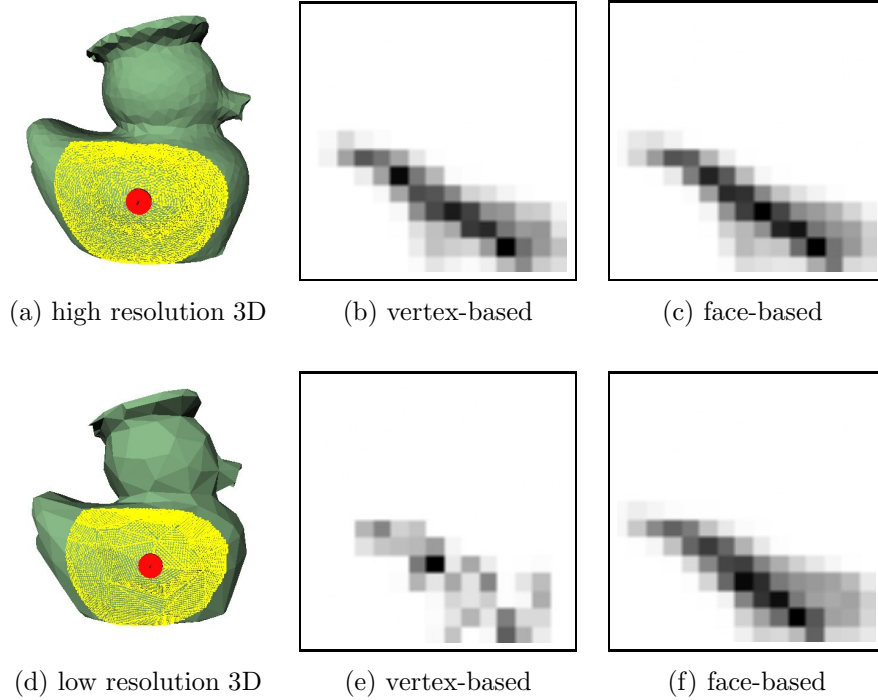 (a) high resolution 3D
(b) vertex-based
(c) face-based
(d) low resolution 3D
(e) vertex-based
(f) face-based